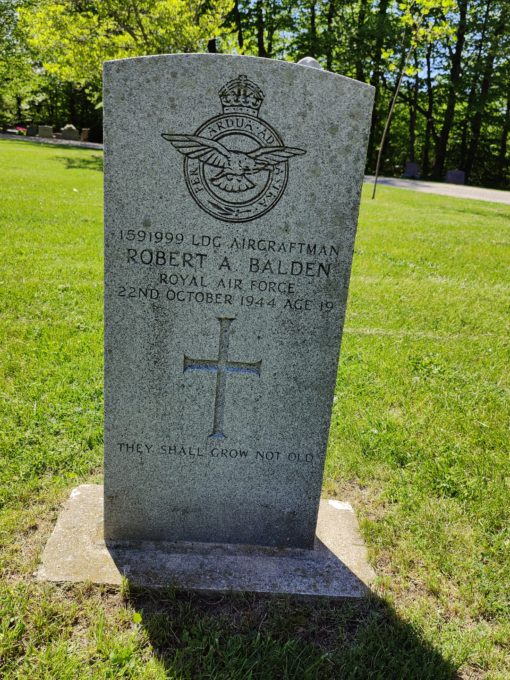 PER ARDUA AD ASTRA
1591999 LDG AIRCRAFTMAN
ROBERT A. BALDEN
ROYAL AIR FORCE
22ND OCTOBER 1944 AGE 19
THEY SHALL GROW NOT OLD